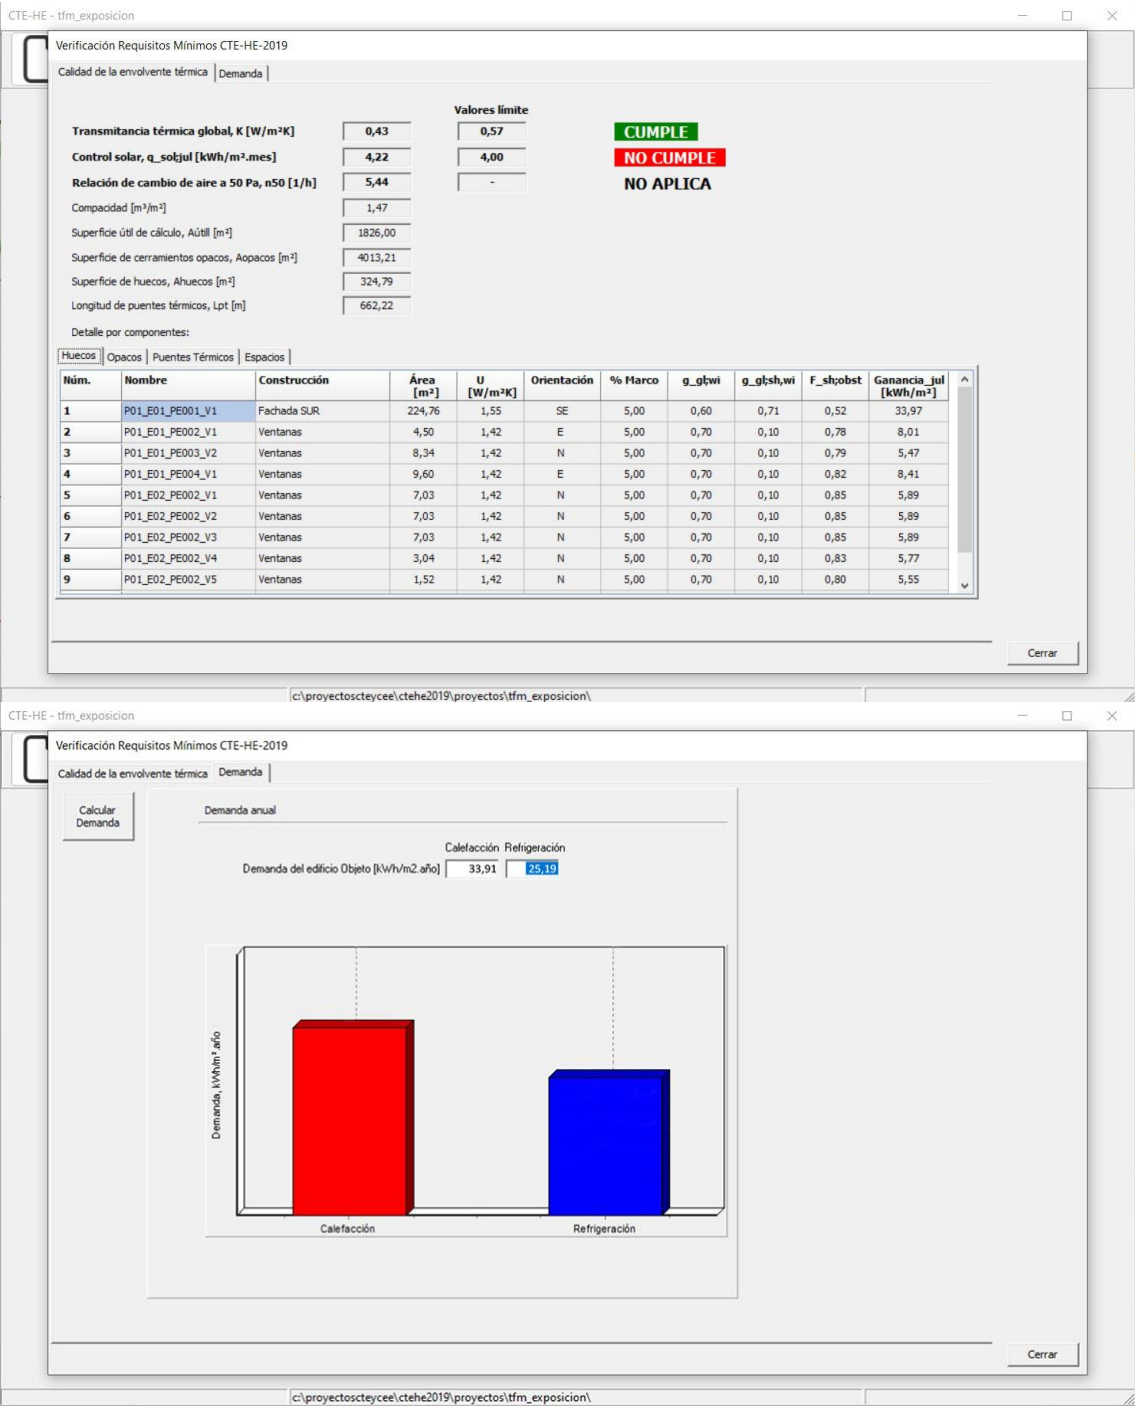 CTE-HE - tfm_exposicion
Verificación Requisitos Mínimos CTE-HE-2019
Calidad de la envolvente térmica Demanda
Valores límite
Transmitancia térmica global, K [W/m²K] 0,43 0,57 CUMPLE
Control solar, q_sol;jul [kWh/m².mes] 4,22 4,00 NO CUMPLE
Relación de cambio de aire a 50 Pa, n50 [1/h] 5,44 - NO APLICA
Compacidad [m³/m²] 1,47
Superficie útil de cálculo, Aútill [m²] 1826,00
Superficie de cerramientos opacos, Aopacos [m²] 4013,21
Superficie de huecos, Ahuecos [m²] 324,79
Longitud de puentes térmicos, Lpt [m] 662,22
Detalle por componentes:
Huecos Opacos Puentes Térmicos Espacios
Núm. Nombre Construcción Área [m²] U [W/m²K] Orientación % Marco g_gl;wi g_gl;sh,wi F_sh;obst Ganancia_jul [kWh/m²]
1 P01_E01_PE001_V1 Fachada SUR 224,76 1,55 SE 5,00 0,60 0,71 0,52 33,97
2 P01_E01_PE002_V1 Ventanas 4,50 1,42 E 5,00 0,70 0,10 0,78 8,01
3 P01_E01_PE003_V2 Ventanas 8,34 1,42 N 5,00 0,70 0,10 0,79 5,47
4 P01_E01_PE004_V1 Ventanas 9,60 1,42 E 5,00 0,70 0,10 0,82 8,41
5 P01_E02_PE002_V1 Ventanas 7,03 1,42 N 5,00 0,70 0,10 0,85 5,89
6 P01_E02_PE002_V2 Ventanas 7,03 1,42 N 5,00 0,70 0,10 0,85 5,89
7 P01_E02_PE002_V3 Ventanas 7,03 1,42 N 5,00 0,70 0,10 0,85 5,89
8 P01_E02_PE002_V4 Ventanas 3,04 1,42 N 5,00 0,70 0,10 0,83 5,77
9 P01_E02_PE002_V5 Ventanas 1,52 1,42 N 5,00 0,70 0,10 0,80 5,55
Cerrar
c:\proyectoscteycee\ctehe2019\proyectos\tfm_exposicion\
CTE-HE - tfm_exposicion
Verificación Requisitos Mínimos CTE-HE-2019
Calidad de la envolvente térmica Demanda
Calcular
Demanda
Demanda anual
Calefacción Refrigeración
Demanda del edificio Objeto [kWh/m2.año] 33,91 25,19
Demanda, kWh/m².año
Calefacción Refrigeración
Cerrar
c:\proyectoscteycee\ctehe2019\proyectos\tfm_exposicion\